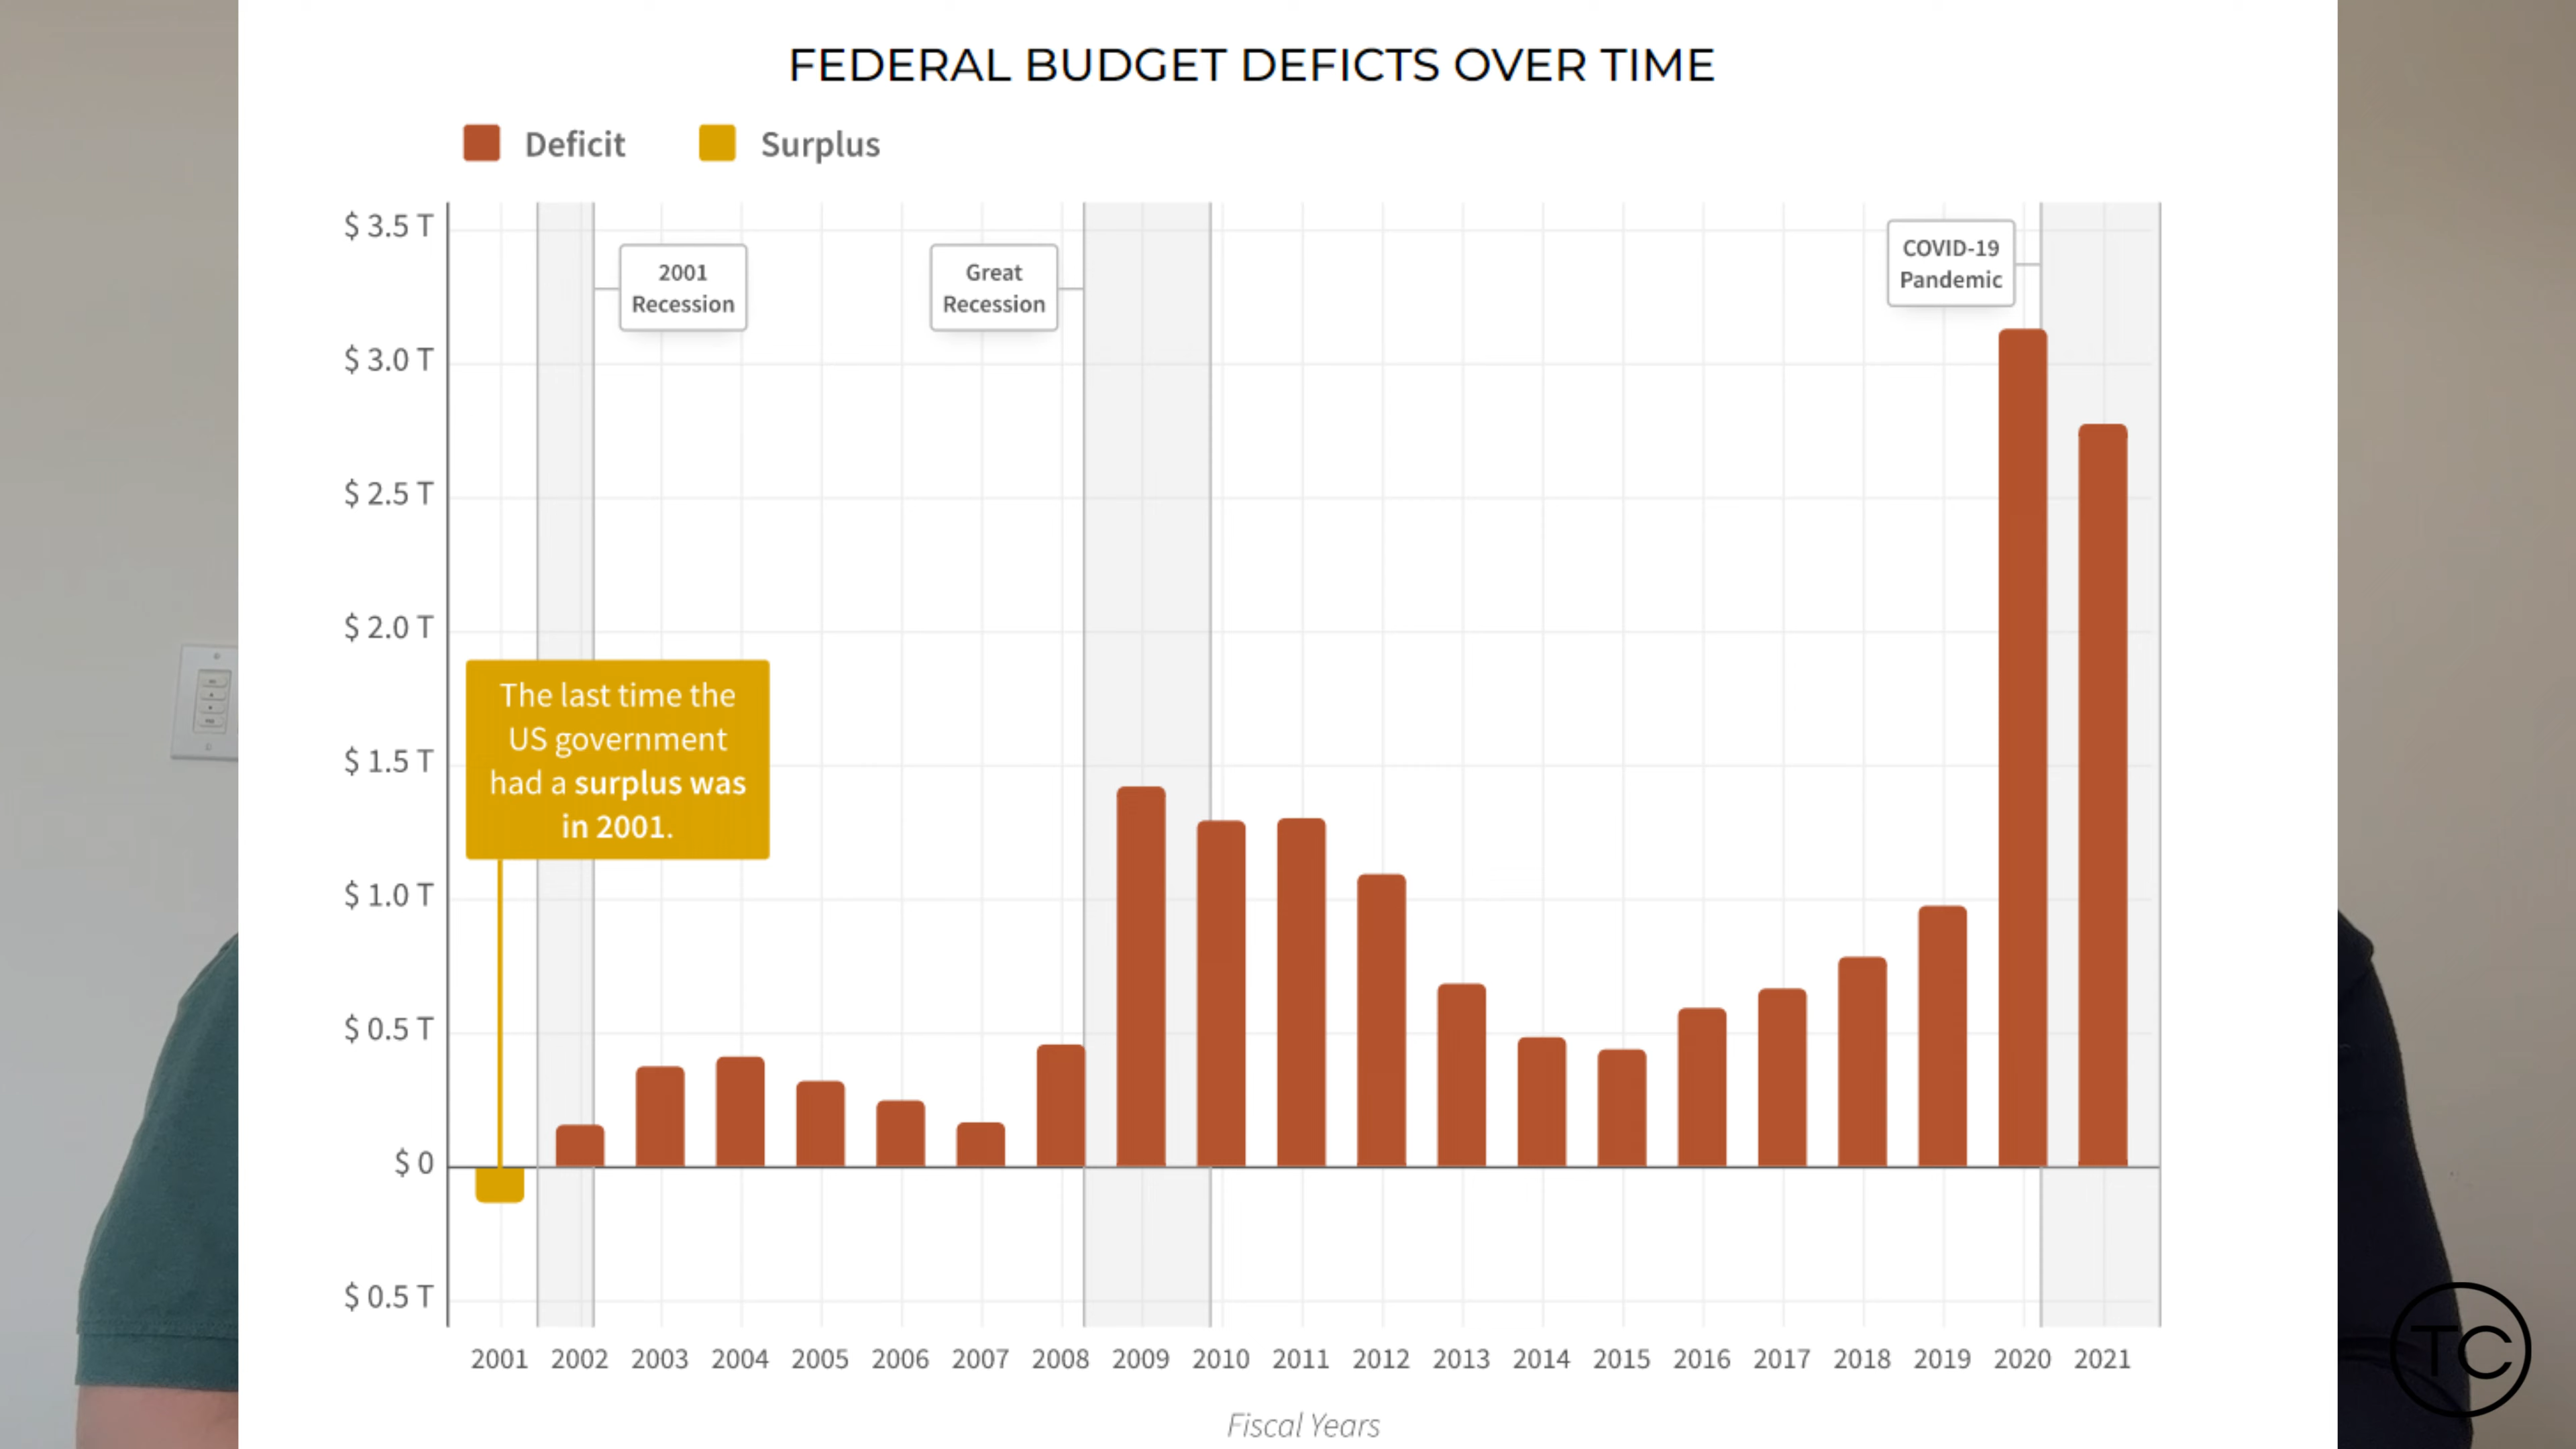 FEDERAL BUDGET DEFICTS OVER TIME
Deficit
Surplus
$ 3.5 T
$ 3.0 T
$ 2.5 T
$ 2.0 T
$ 1.5 T
$ 1.0 T
$ 0.5 T
$ 0
$ 0.5 T
2001
Recession
Great
Recession
COVID-19
Pandemic
The last time the
US government
had a surplus was
in 2001.
2001 2002 2003 2004 2005 2006 2007 2008 2009 2010 2011 2012 2013 2014 2015 2016 2017 2018 2019 2020 2021
Fiscal Years
TC